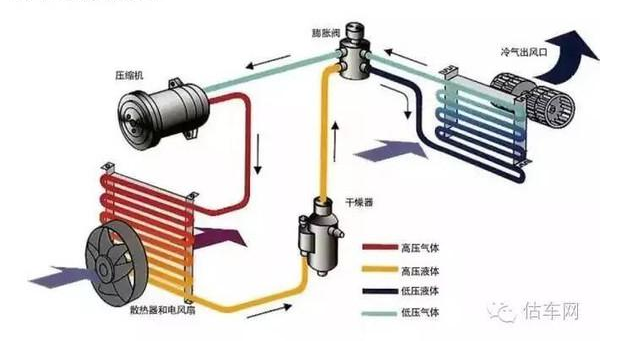 膨胀阀
冷气出风口
压缩机
干燥器
高压气体
高压液体
低压液体
低压气体
散热器和电风扇
估车网